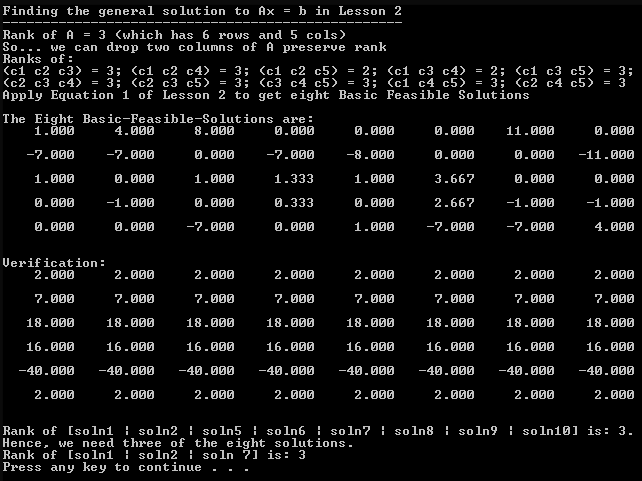 Finding the general solution to Ax = b in Lesson 2
--------------------------------------------------
Rank of A = 3 (which has 6 rows and 5 cols)
So... we can drop two columns of A preserve rank
Ranks of:
(c1 c2 c3) = 3; (c1 c2 c4) = 3; (c1 c2 c5) = 2; (c1 c3 c4) = 2; (c1 c3 c5) = 3;
(c2 c3 c4) = 3; (c2 c3 c5) = 3; (c3 c4 c5) = 3; (c1 c4 c5) = 3; (c2 c4 c5) = 3
Apply Equation 1 of Lesson 2 to get eight Basic Feasible Solutions
The Eight Basic-Feasible-Solutions are:
1.000 4.000 8.000 0.000 0.000 0.000 11.000 0.000
-7.000 -7.000 0.000 -7.000 -8.000 0.000 0.000 -11.000
1.000 0.000 1.000 1.333 1.000 3.667 0.000 0.000
0.000 -1.000 0.000 0.333 0.000 2.667 -1.000 -1.000
0.000 0.000 -7.000 0.000 1.000 -7.000 -7.000 4.000
Verification:
2.000 2.000 2.000 2.000 2.000 2.000 2.000 2.000
7.000 7.000 7.000 7.000 7.000 7.000 7.000 7.000
18.000 18.000 18.000 18.000 18.000 18.000 18.000 18.000
16.000 16.000 16.000 16.000 16.000 16.000 16.000 16.000
-40.000 -40.000 -40.000 -40.000 -40.000 -40.000 -40.000 -40.000
2.000 2.000 2.000 2.000 2.000 2.000 2.000 2.000
Rank of [soln1 | soln2 | soln5 | soln6 | soln7 | soln8 | soln9 | soln10] is: 3.
Hence, we need three of the eight solutions.
Rank of [soln1 | soln2 | soln 7] is: 3
Press any key to continue . . .